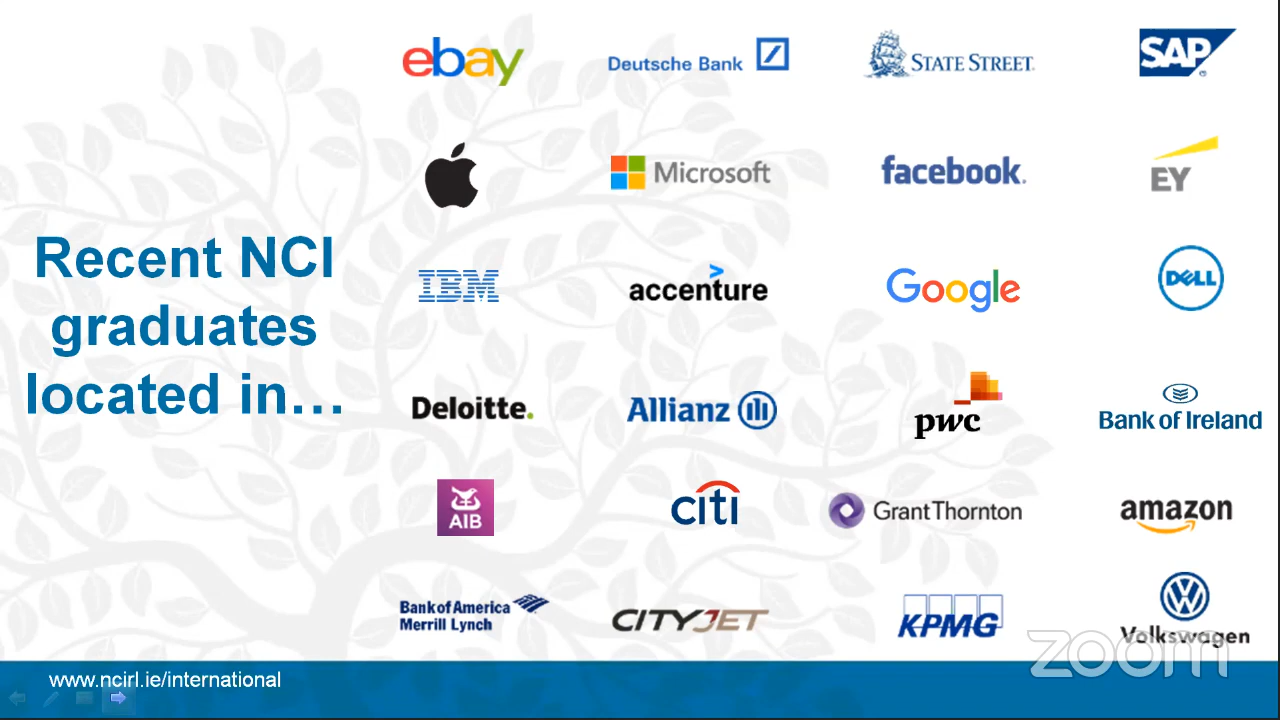 ebay
Deutsche Bank
STATE STREET.
SAP
Microsoft
facebook.
EY
Recent NCI
graduates
located in…
IBM
accenture
Google
DELL
Deloitte.
Allianz
pwc
Bank of Ireland
AIB
citi
Grant Thornton
amazon
Bank of America
Merrill Lynch
CITYJET
KPMG
Volkswagen
zoom
www.ncirl.ie/international